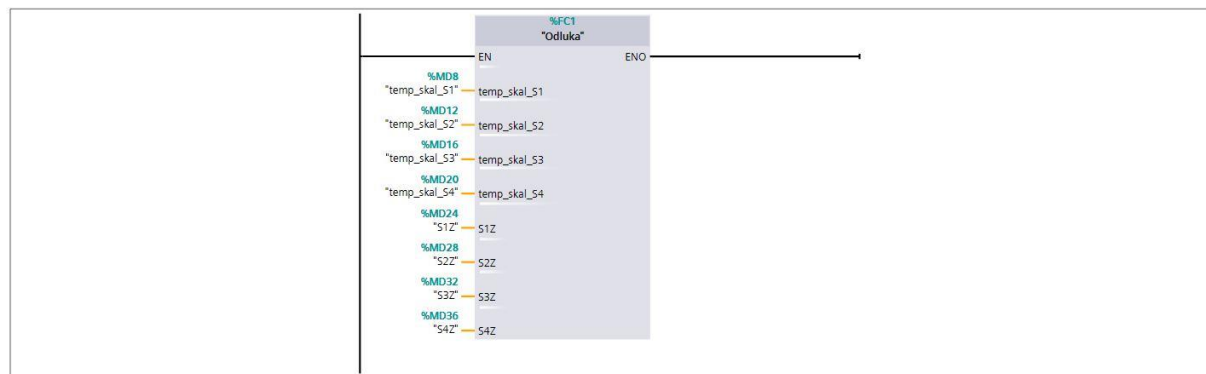 %FC1
"Odluka"
EN ENO
%MD8
"temp_skal_S1" temp_skal_S1
%MD12
"temp_skal_S2" temp_skal_S2
%MD16
"temp_skal_S3" temp_skal_S3
%MD20
"temp_skal_S4" temp_skal_S4
%MD24
"S1Z" S1Z
%MD28
"S2Z" S2Z
%MD32
"S3Z" S3Z
%MD36
"S4Z" S4Z